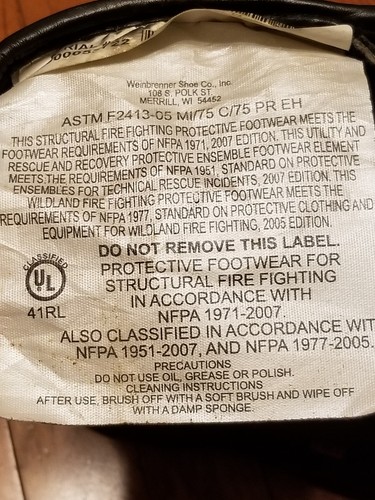 Weinbrenner Shoe Co., Inc
108 S. POLK ST
MERRILL, WI 54452
ASTM F2413-05 MI/75 C/75 PR EH
THIS STRUCTURAL FIRE FIGHTING PROTECTIVE FOOTWEAR MEETS THE
FOOTWEAR REQUIREMENTS OF NFPA 1971, 2007 EDITION. THIS UTILITY AND
RESCUE AND RECOVERY PROTECTIVE ENSEMBLE FOOTWEAR ELEMENT
MEETS THE REQUIREMENTS OF NFPA 1951, STANDARD ON PROTECTIVE
ENSEMBLES FOR TECHNICAL RESCUE INCIDENTS, 2007 EDITION. THIS
WILDLAND FIRE FIGHTING PROTECTIVE FOOTWEAR MEETS THE
REQUIREMENTS OF NFPA 1977, STANDARD ON PROTECTIVE CLOTHING AND
EQUIPMENT FOR WILDLAND FIRE FIGHTING, 2005 EDITION.
DO NOT REMOVE THIS LABEL.
CLASSIFIED
UL
41RL
PROTECTIVE FOOTWEAR FOR
STRUCTURAL FIRE FIGHTING
IN ACCORDANCE WITH
NFPA 1971-2007.
ALSO CLASSIFIED IN ACCORDANCE WIT
NFPA 1951-2007, AND NFPA 1977-2005.
PRECAUTIONS
DO NOT USE OIL, GREASE OR POLISH.
CLEANING INSTRUCTIONS
AFTER USE, BRUSH OFF WITH A SOFT BRUSH AND WIPE OFF
WITH A DAMP SPONGE.